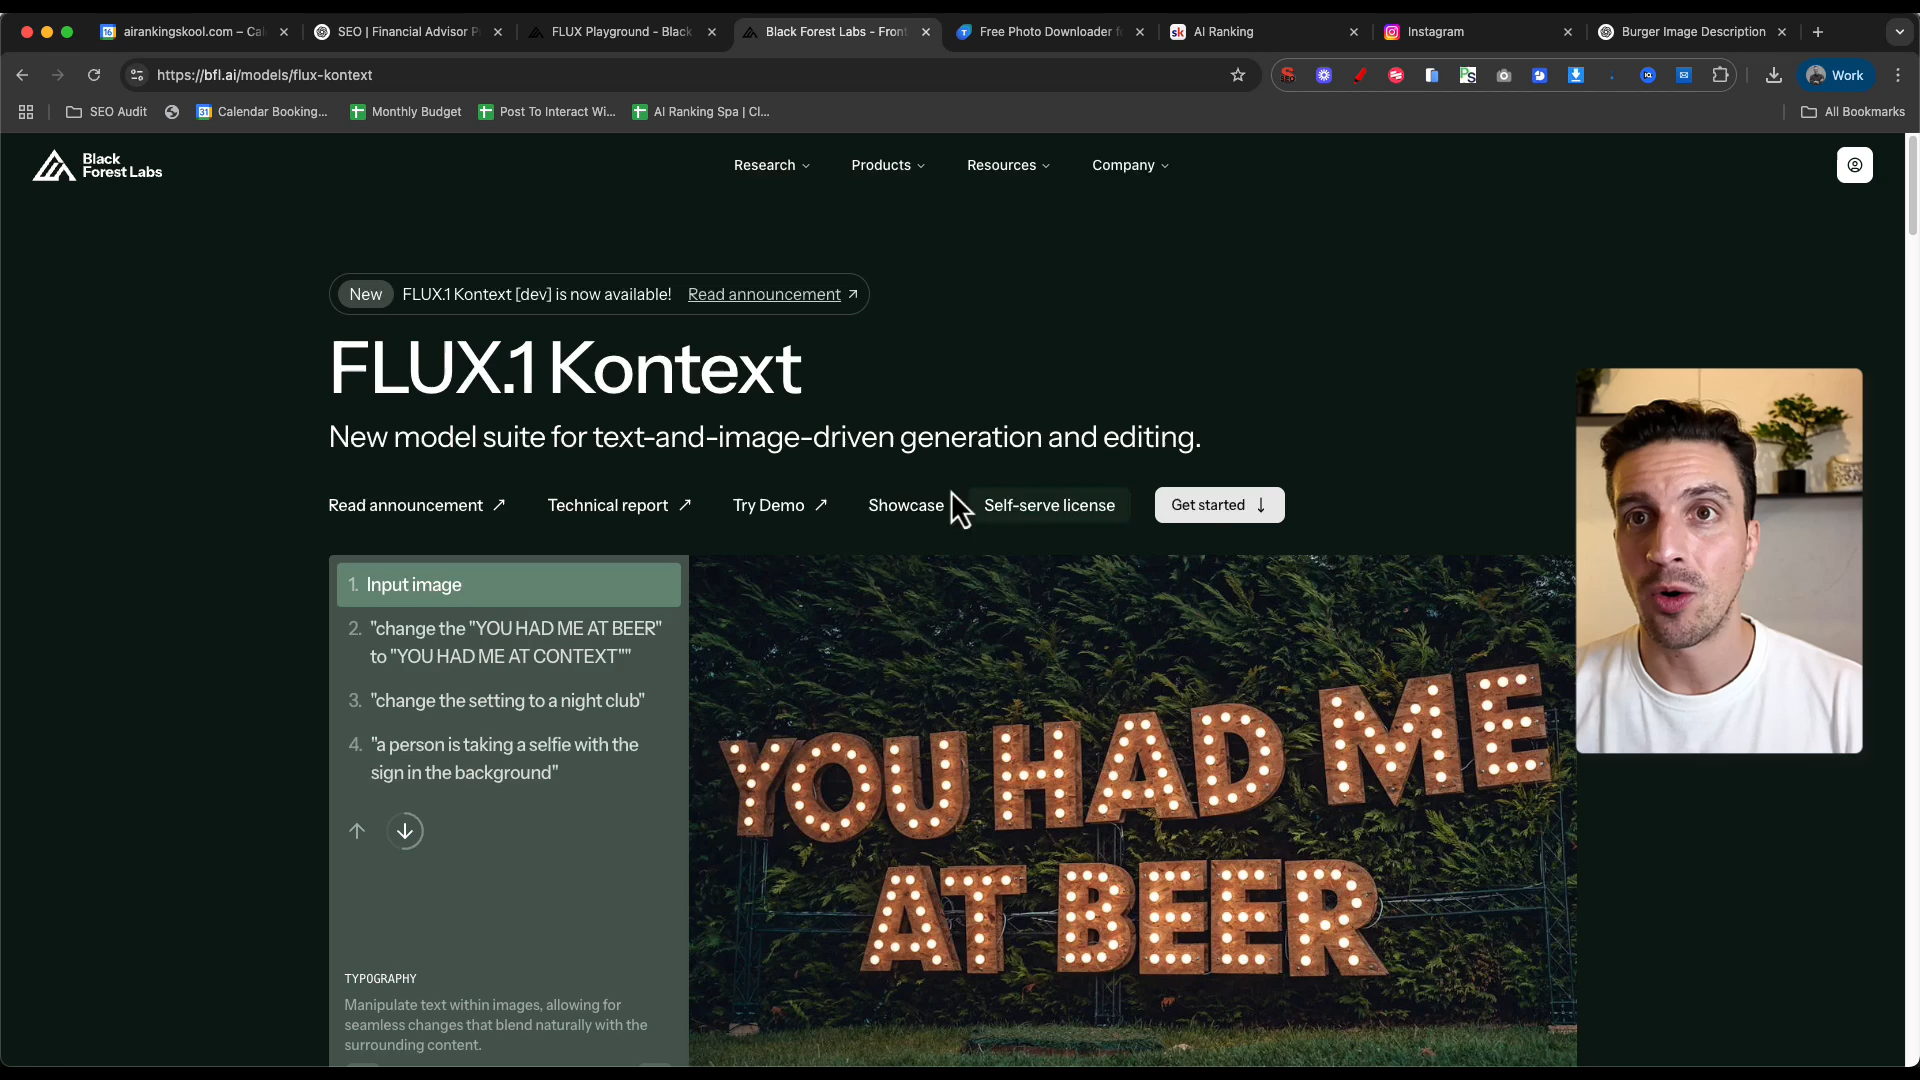 airankingskool.com – Cal
SEO | Financial Advisor P
FLUX Playground - Black
Black Forest Labs - Front
Free Photo Downloader f
AI Ranking
Instagram
Burger Image Description
https://bfl.ai/models/flux-kontext
Work
SEO Audit
Calendar Booking...
Monthly Budget
Post To Interact Wi...
AI Ranking Spa | Cl...
All Bookmarks
Black
Forest Labs
Research
Products
Resources
Company
New FLUX.1 Kontext [dev] is now available! Read announcement
FLUX.1 Kontext
New model suite for text-and-image-driven generation and editing.
Read announcement
Technical report
Try Demo
Showcase
Self-serve license
Get started
1. Input image
2. "change the "YOU HAD ME AT BEER"
to "YOU HAD ME AT CONTEXT""
3. "change the setting to a night club"
4. "a person is taking a selfie with the
sign in the background"
TYPOGRAPHY
Manipulate text within images, allowing for
seamless changes that blend naturally with the
surrounding content.
YOU HAD ME
AT BEER